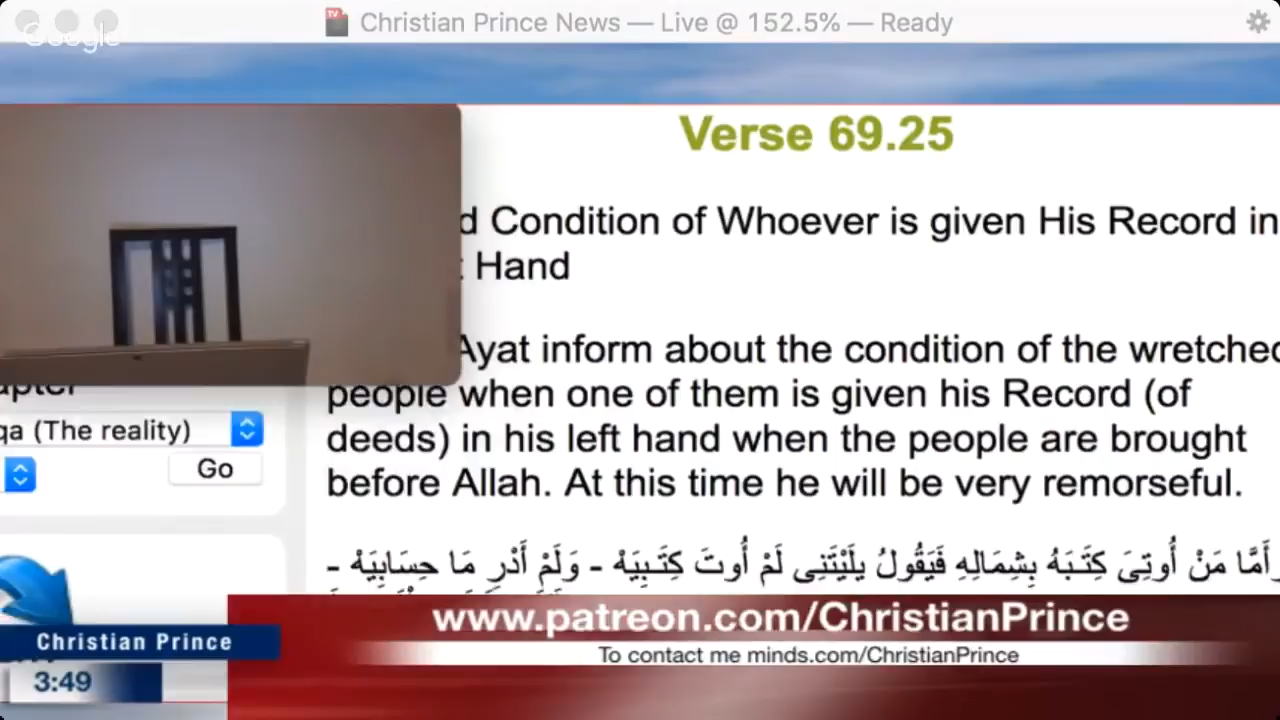 Google
Christian Prince News — Live @ 152.5% — Ready
Verse 69.25
d Condition of Whoever is given His Record in
Hand
Ayat inform about the condition of the wretched
people when one of them is given his Record (of
deeds) in his left hand when the people are brought
before Allah. At this time he will be very remorseful.
أَمَّا مَنْ أُوتِىَ كِتَـبَهُ بِشِمَالِهِ فَيَقُولُ يلَيْتَنِى لَمْ أُوتَ كِتَـبِيَهْ - وَلَمْ أَدْرِ مَا حِسَابِيَهْ -
apter
qa (The reality)
Go
www.patreon.com/ChristianPrince
To contact me minds.com/ChristianPrince
Christian Prince
3:49